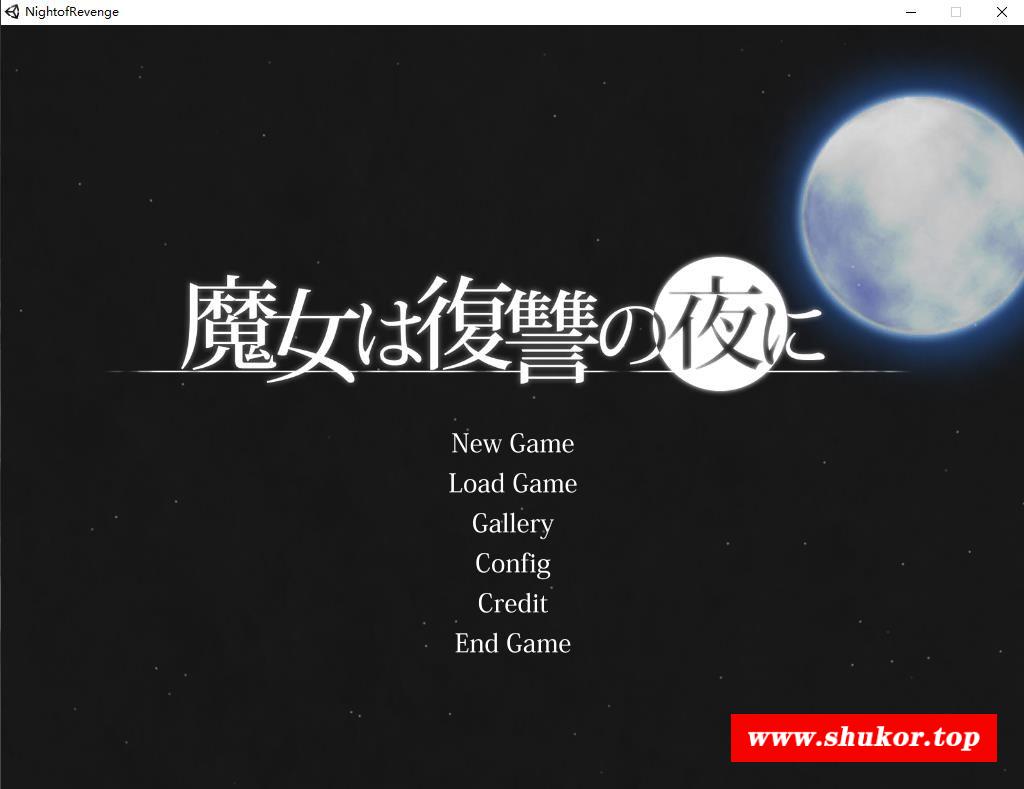 NightofRevenge
魔女は復讐の夜に
New Game
Load Game
Gallery
Config
Credit
End Game
www.shukor.top